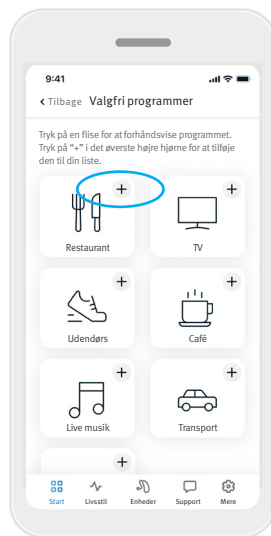 9:41
Tilbage Valgfri programmer
Tryk på en flise for at forhåndsvise programmet.
Tryk på "+" i det øverste højre hjørne for at tilføje
den til din liste.
+ +
Restaurant TV
+ +
Udendørs Café
+ +
Live musik Transport
+
Start Livsstil Enheder Support Mere